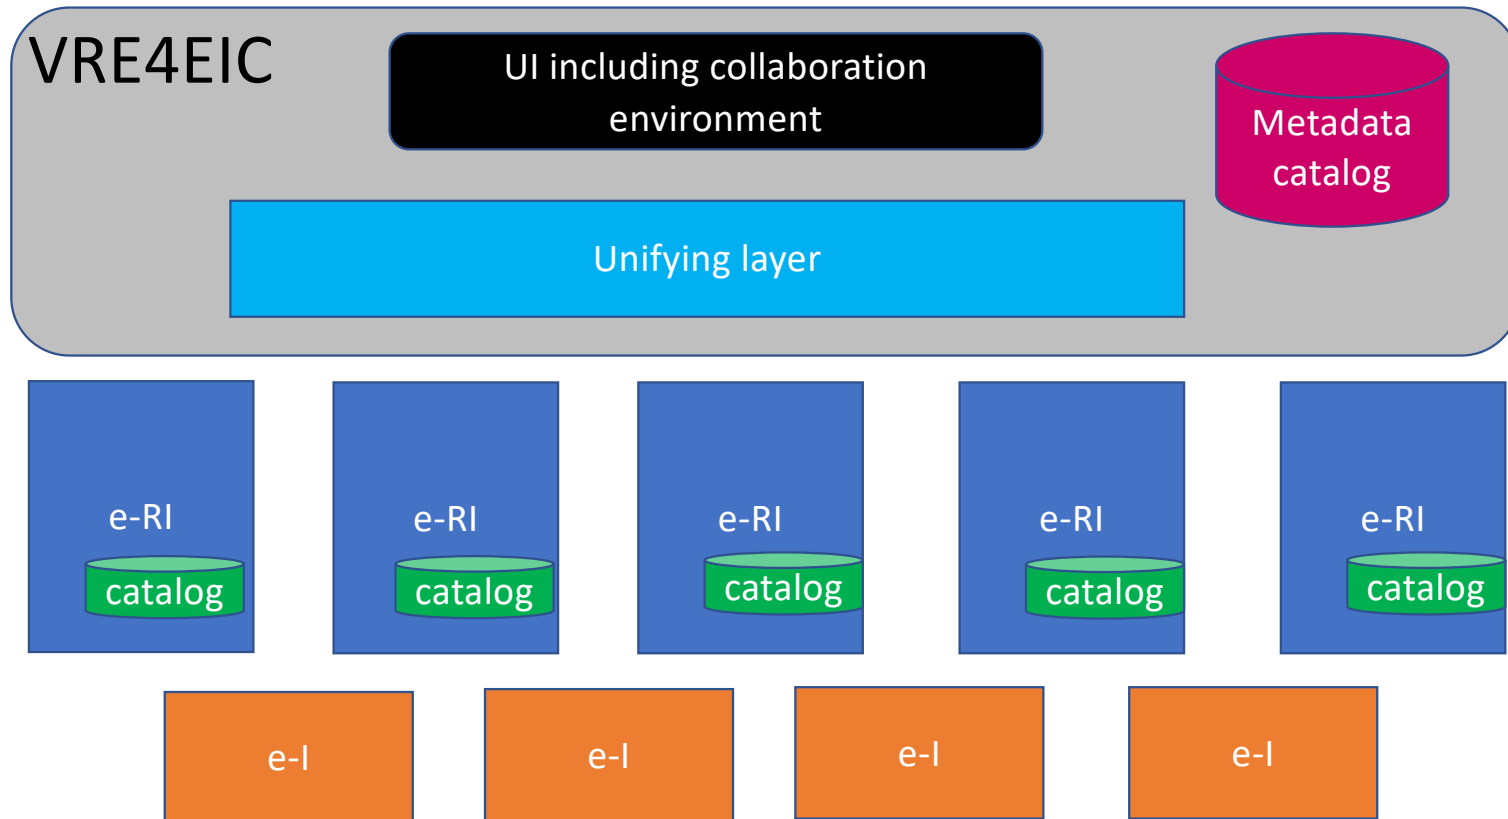 VRE4EIC
UI including collaboration
environment
Metadata
catalog
Unifying layer
e-RI
catalog
e-RI
catalog
e-RI
catalog
e-RI
catalog
e-RI
catalog
e-I
e-I
e-I
e-I